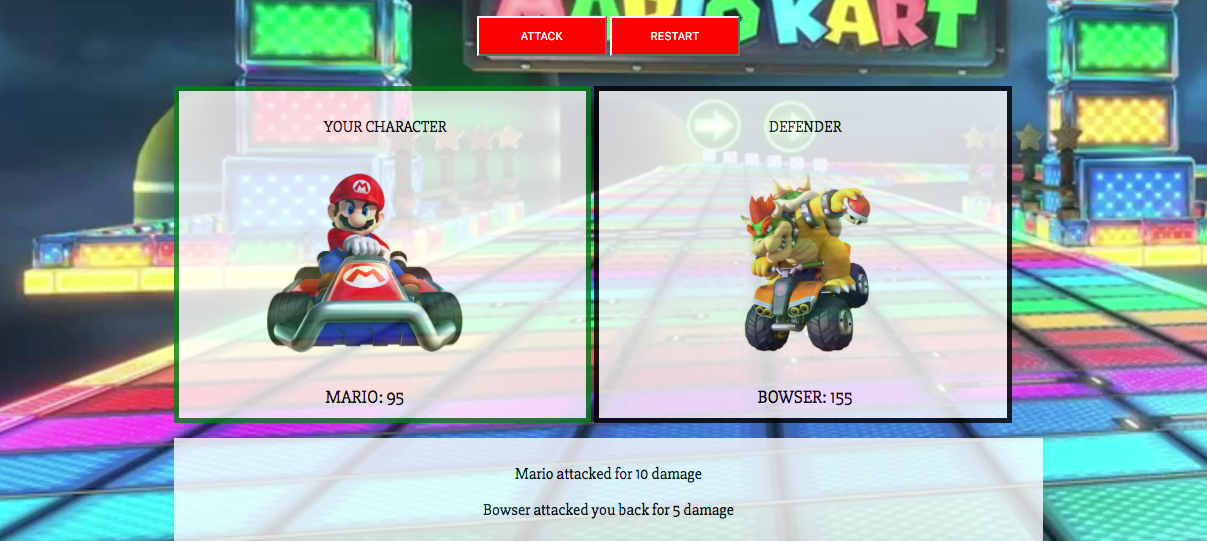 MARIO KART
ATTACK RESTART
YOUR CHARACTER DEFENDER
M
M
MARIO: 95 BOWSER: 155
Mario attacked for 10 damage
Bowser attacked you back for 5 damage